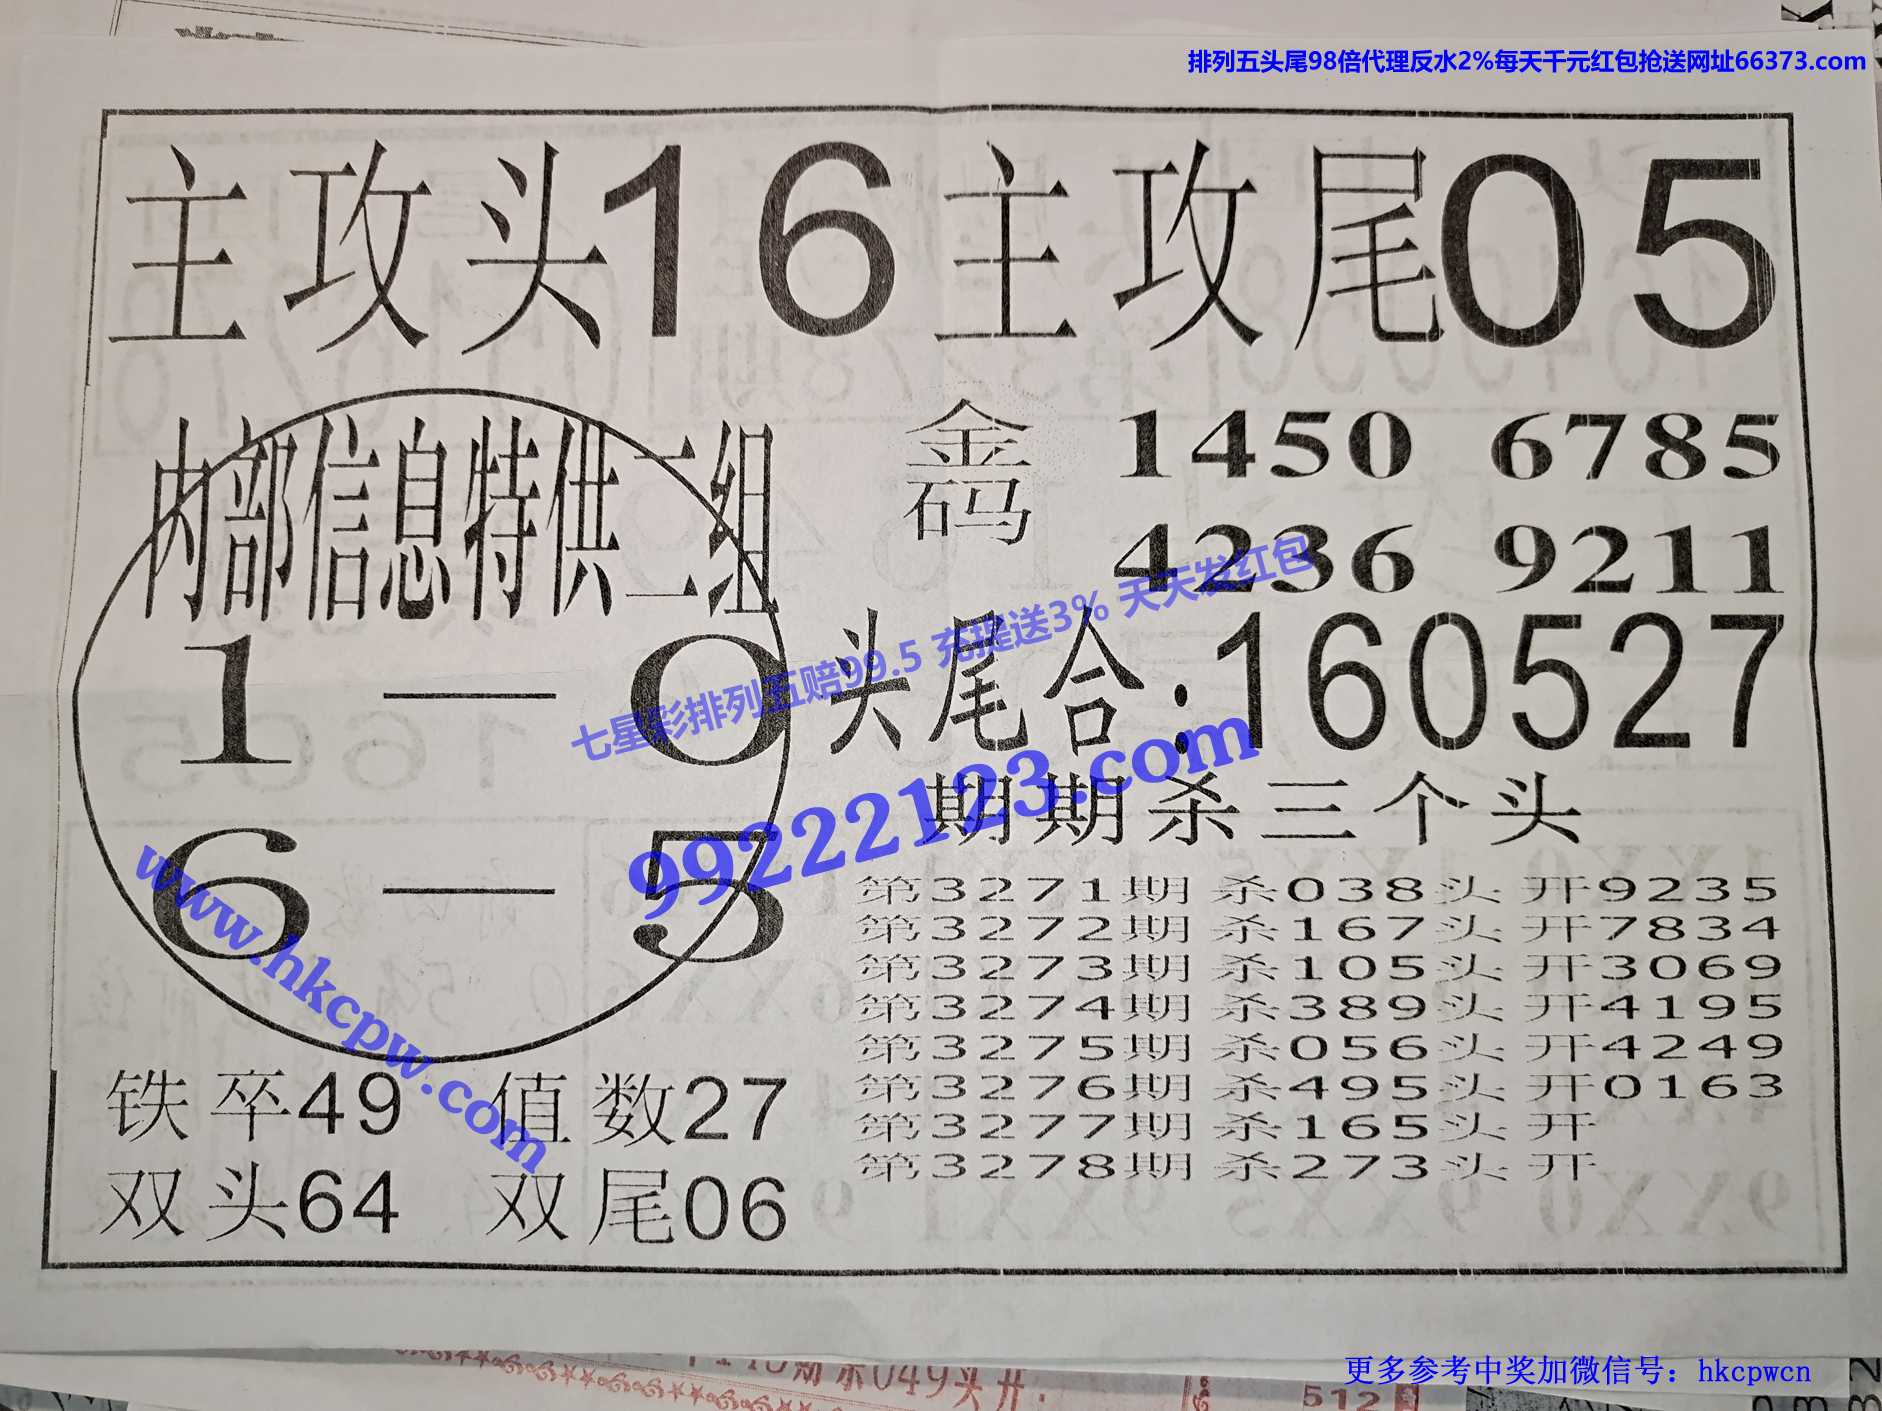 排列五头尾98倍代理反水2%每天千元红包抢送网址66373.com
主攻头16 主攻尾05
内部信息特供二组
1—0
6—5
金码 1450 6785
4236 9211
七星彩排列五赔99.5 充提送3% 天天发红包
头尾合:160527
99222123.com
www.hkcpw.com
期期杀三个头
第3271期 杀038头 开9235
第3272期 杀167头 开7834
第3273期 杀105头 开3069
第3274期 杀389头 开4195
第3275期 杀056头 开4249
第3276期 杀495头 开0163
第3277期 杀165头 开
第3278期 杀273头 开
铁卒49 值数27
双头64 双尾06
杀049头开
512
更多参考中奖加微信号：hkcpwcn